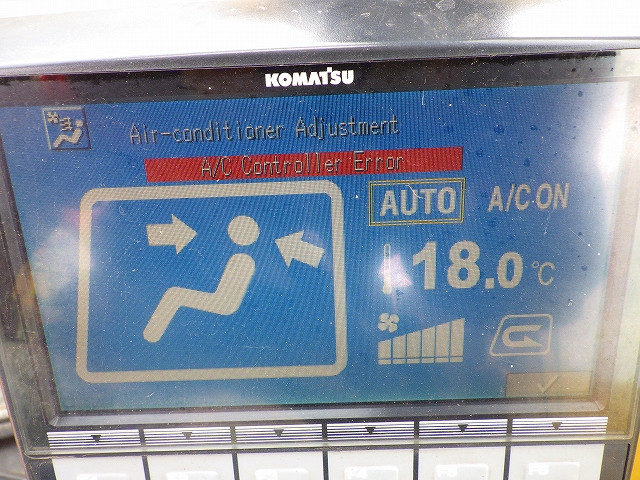 KOMATSU
Air-conditioner Adjustment
A/C Controller Error
AUTO A/C ON
18.0 °C